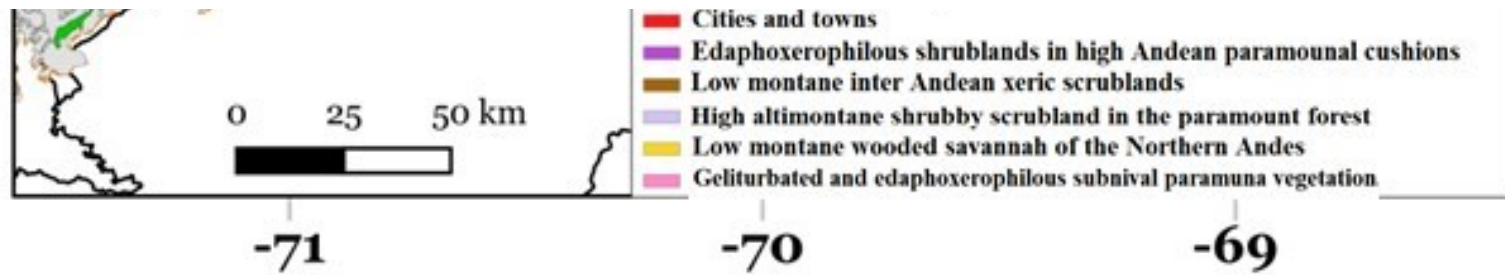 Cities and towns
Edaphoxerophilous shrublands in high Andean paramounal cushions
Low montane inter Andean xeric scrublands
High altimontane shrubby scrubland in the paramount forest
Low montane wooded savannah of the Northern Andes
Geliturbated and edaphoxerophilous subnival paramuna vegetation
0 25 50 km
-71 -70 -69